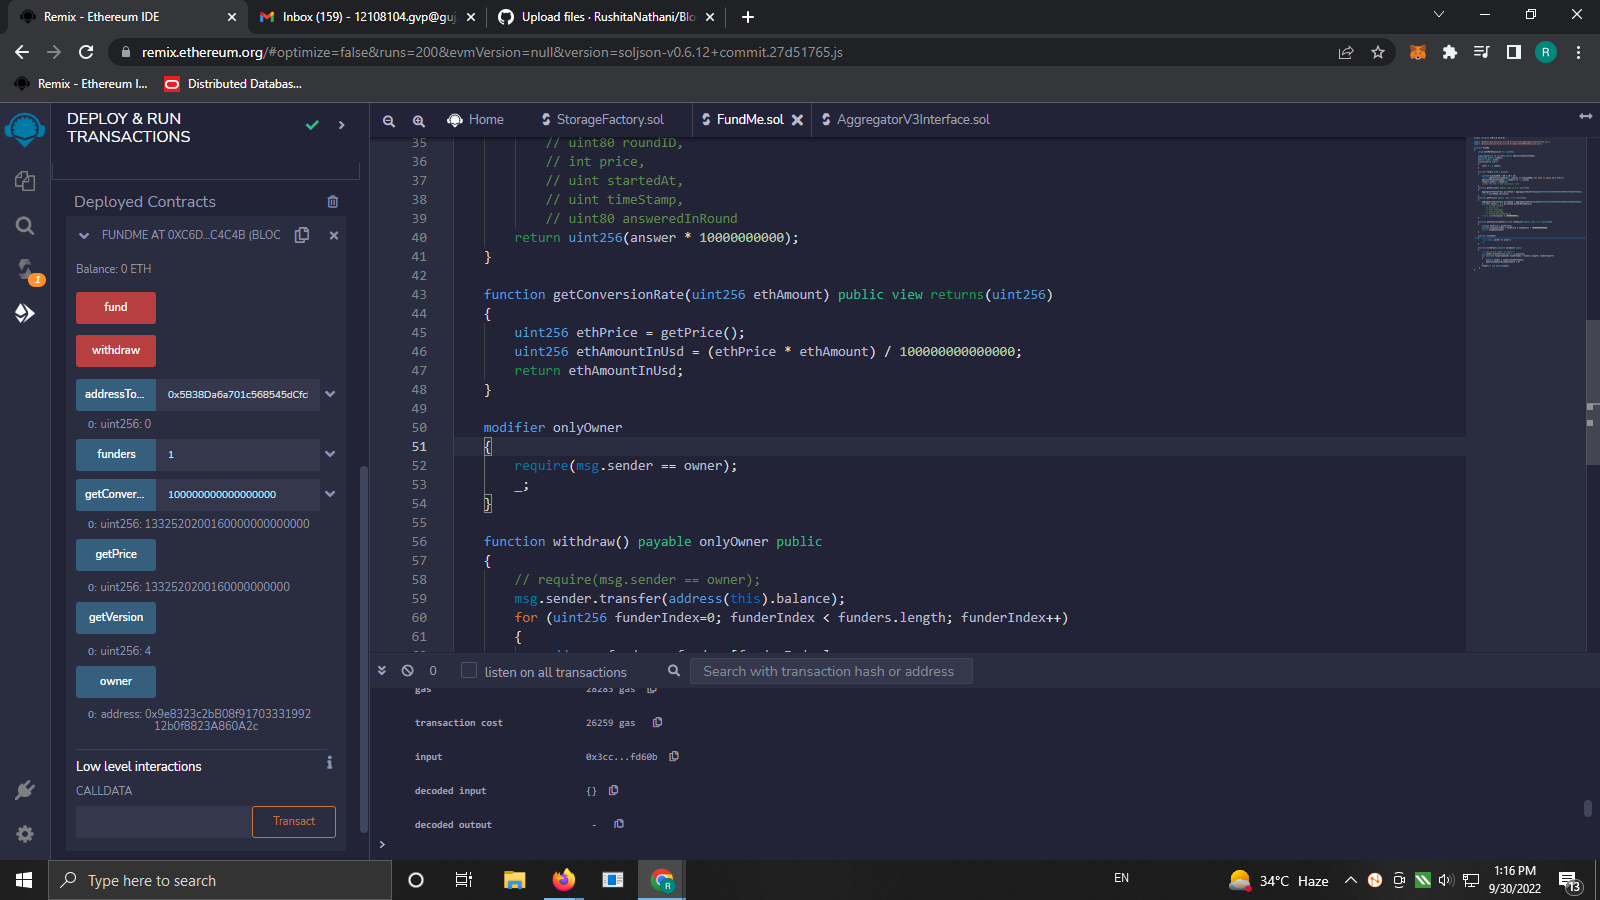 Remix - Ethereum IDE
Inbox (159) - 12108104.gvp@guj
Upload files · RushitaNathani/Blo
remix.ethereum.org/#optimize=false&runs=200&evmVersion=null&version=soljson-v0.6.12+commit.27d51765.js
R
Remix - Ethereum I...
Distributed Databas...
DEPLOY & RUN
TRANSACTIONS
Home
StorageFactory.sol
FundMe.sol
AggregatorV3Interface.sol
Deployed Contracts
FUNDME AT 0XC6D...C4C4B (BLOC
Balance: 0 ETH
fund
withdraw
addressTo...
0x5B38Da6a701c568545dCfcl
0: uint256: 0
funders
1
getConver...
100000000000000000
0: uint256: 133252020016000000000000
getPrice
0: uint256: 1332520200160000000000
getVersion
0: uint256: 4
owner
0: address: 0x9e8323c2bB08f91703331992
12b0f8823A860A2c
Low level interactions
CALLDATA
Transact
1
35 // uint80 roundID,
36 // int price,
37 // uint startedAt,
38 // uint timeStamp,
39 // uint80 answeredInRound
40 return uint256(answer * 10000000000);
41 }
42
43 function getConversionRate(uint256 ethAmount) public view returns(uint256)
44 {
45 uint256 ethPrice = getPrice();
46 uint256 ethAmountInUsd = (ethPrice * ethAmount) / 100000000000000;
47 return ethAmountInUsd;
48 }
49
50 modifier onlyOwner
51 {
52 require(msg.sender == owner);
53 _;
54 }
55
56 function withdraw() payable onlyOwner public
57 {
58 // require(msg.sender == owner);
59 msg.sender.transfer(address(this).balance);
60 for (uint256 funderIndex=0; funderIndex < funders.length; funderIndex++)
61 {
0
listen on all transactions
Search with transaction hash or address
gas 28283 gas
transaction cost 26259 gas
input 0x3cc...fd60b
decoded input {}
decoded output -
>
Type here to search
R
EN
34°C Haze
1:16 PM
9/30/2022
13